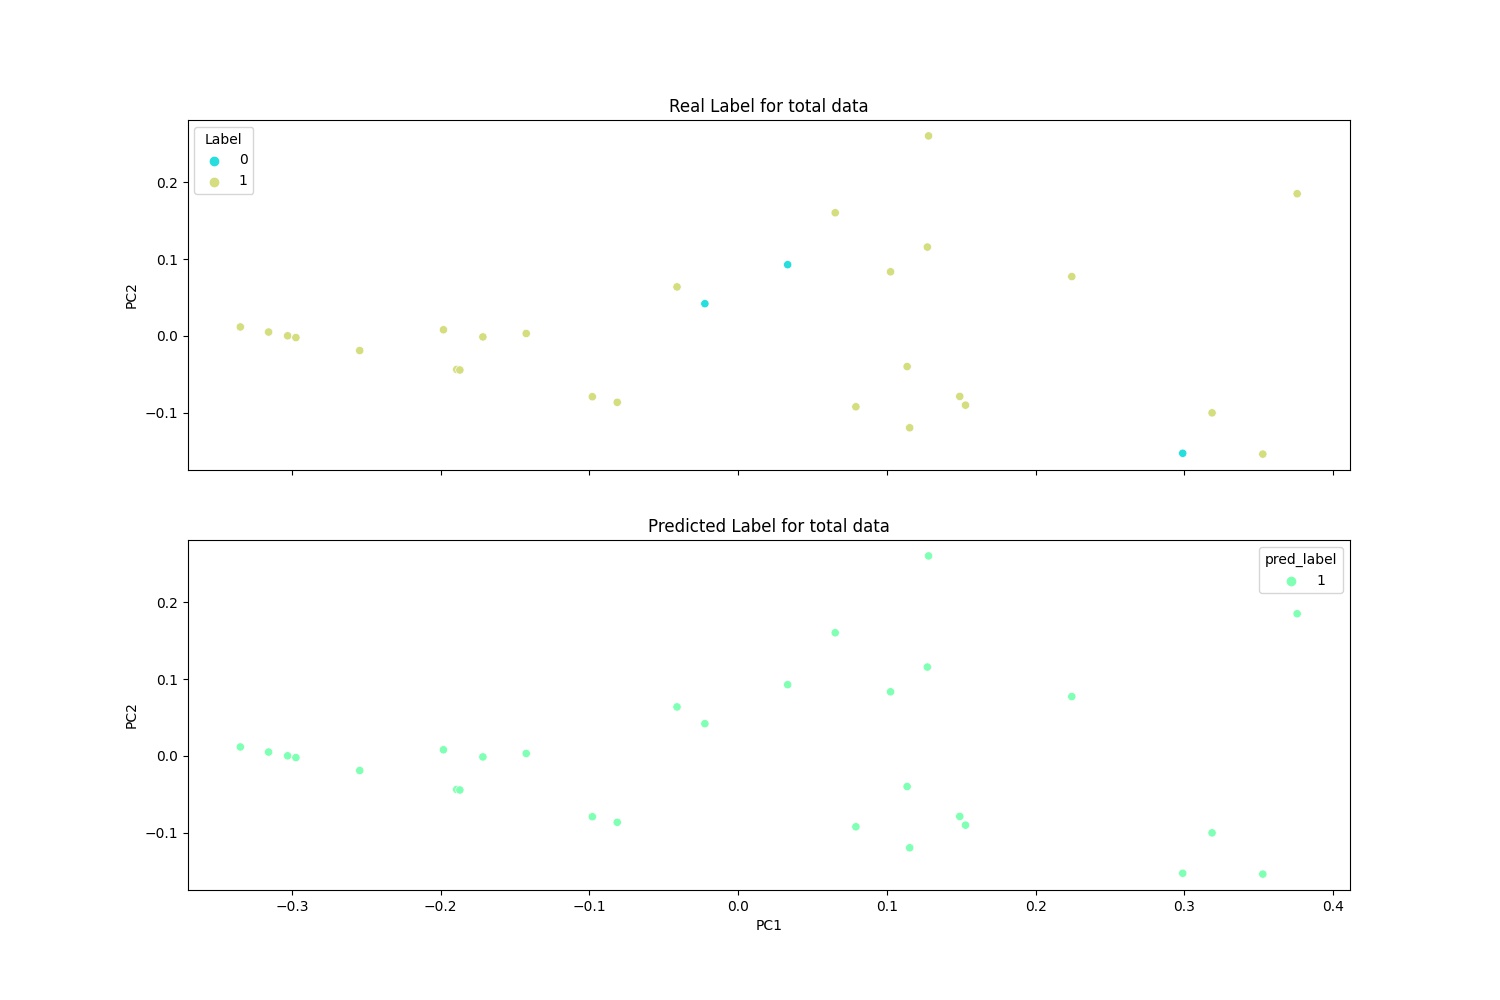 Real Label for total data
Label
0
1
PC2
0.2
0.1
0.0
−0.1
Predicted Label for total data
pred_label
1
PC2
0.2
0.1
0.0
−0.1
−0.3 −0.2 −0.1 0.0 0.1 0.2 0.3 0.4
PC1